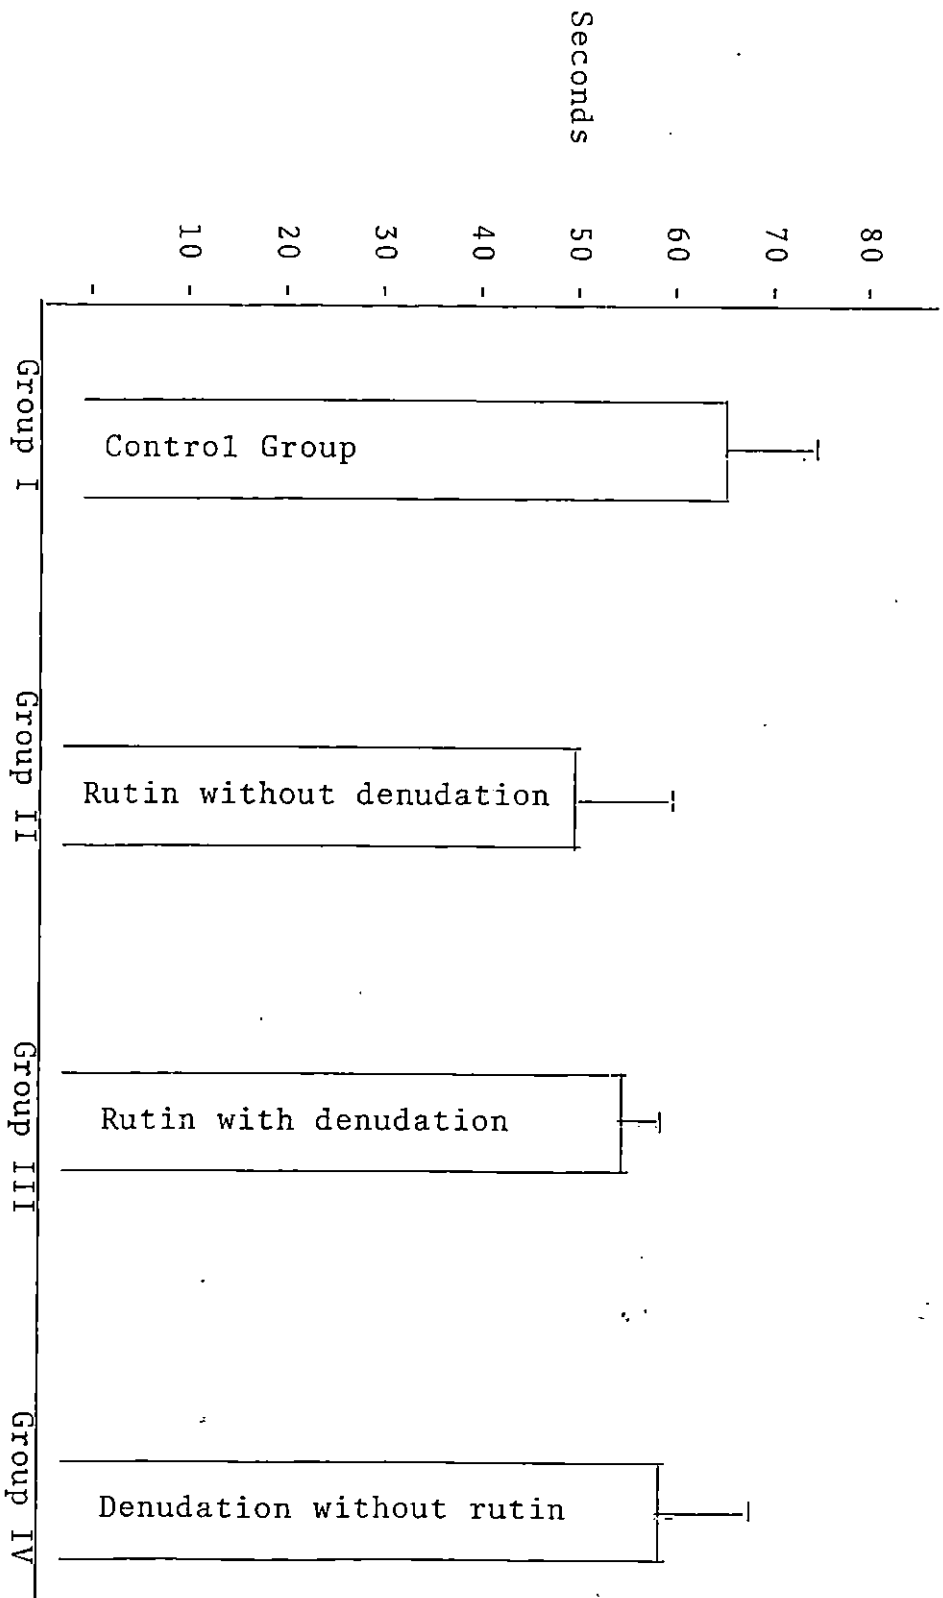 Seconds
80
70
60
50
40
30
20
10
Control Group
Rutin without denudation
Rutin with denudation
Denudation without rutin
Group I
Group II
Group III
Group IV